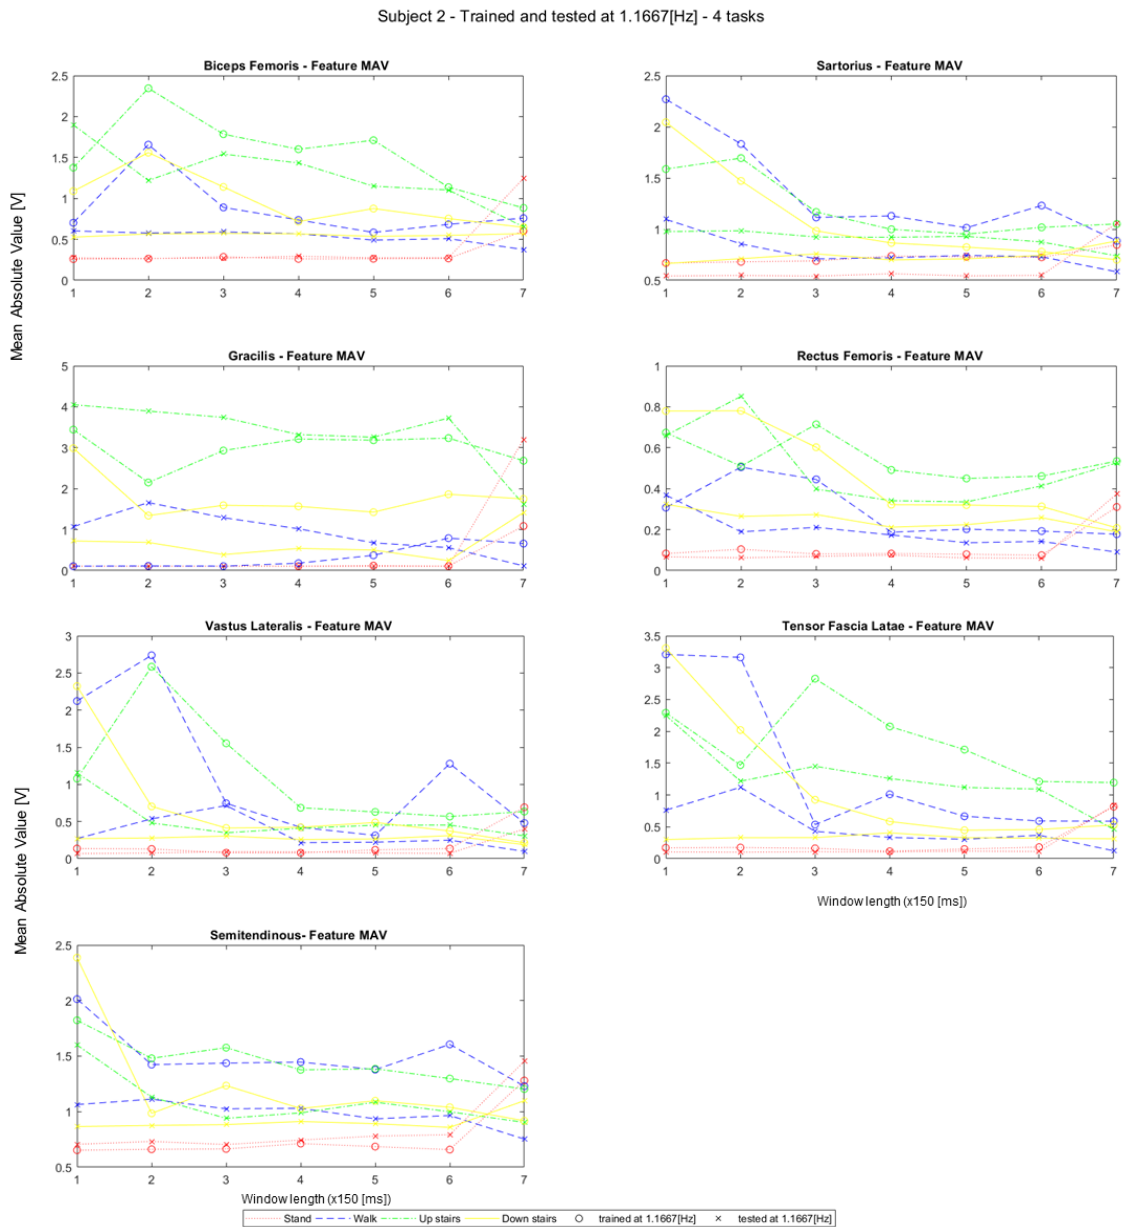 Subject 2 - Trained and tested at 1.1667[Hz] - 4 tasks
Biceps Femoris - Feature MAV
2.5
2
1.5
1
0.5
0
1 2 3 4 5 6 7
Sartorius - Feature MAV
2.5
2
1.5
1
0.5
1 2 3 4 5 6 7
Mean Absolute Value [V]
Gracilis - Feature MAV
5
4
3
2
1
0
1 2 3 4 5 6 7
Rectus Femoris - Feature MAV
1
0.8
0.6
0.4
0.2
0
1 2 3 4 5 6 7
Vastus Lateralis - Feature MAV
3
2.5
2
1.5
1
0.5
0
1 2 3 4 5 6 7
Tensor Fascia Latae - Feature MAV
3.5
3
2.5
2
1.5
1
0.5
0
1 2 3 4 5 6 7
Window length (x150 [ms])
Mean Absolute Value [V]
Semitendinous- Feature MAV
2.5
2
1.5
1
0.5
1 2 3 4 5 6 7
Window length (x150 [ms])
Stand Walk Up stairs Down stairs trained at 1.1667[Hz] tested at 1.1667[Hz]